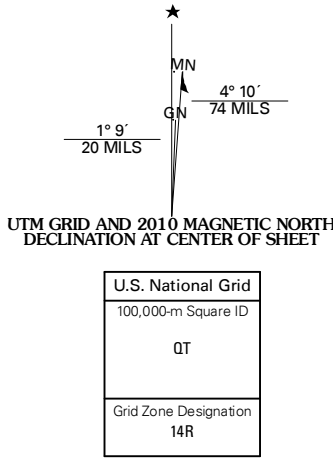 ★
MN
4° 10´
74 MILS
GN
1° 9´
20 MILS
UTM GRID AND 2010 MAGNETIC NORTH
DECLINATION AT CENTER OF SHEET
U.S. National Grid
100,000-m Square ID
QT
Grid Zone Designation
14R